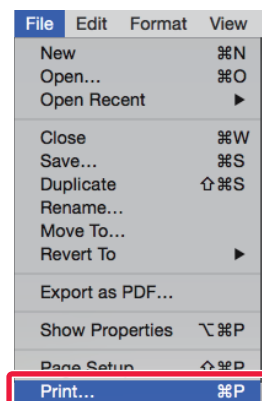 File Edit Format View
New ⌘N
Open... ⌘O
Open Recent ▶
Close ⌘W
Save... ⌘S
Duplicate ⇧⌘S
Rename...
Move To...
Revert To ▶
Export as PDF...
Show Properties ⌥⌘P
Page Setup ⇧⌘P
Print... ⌘P